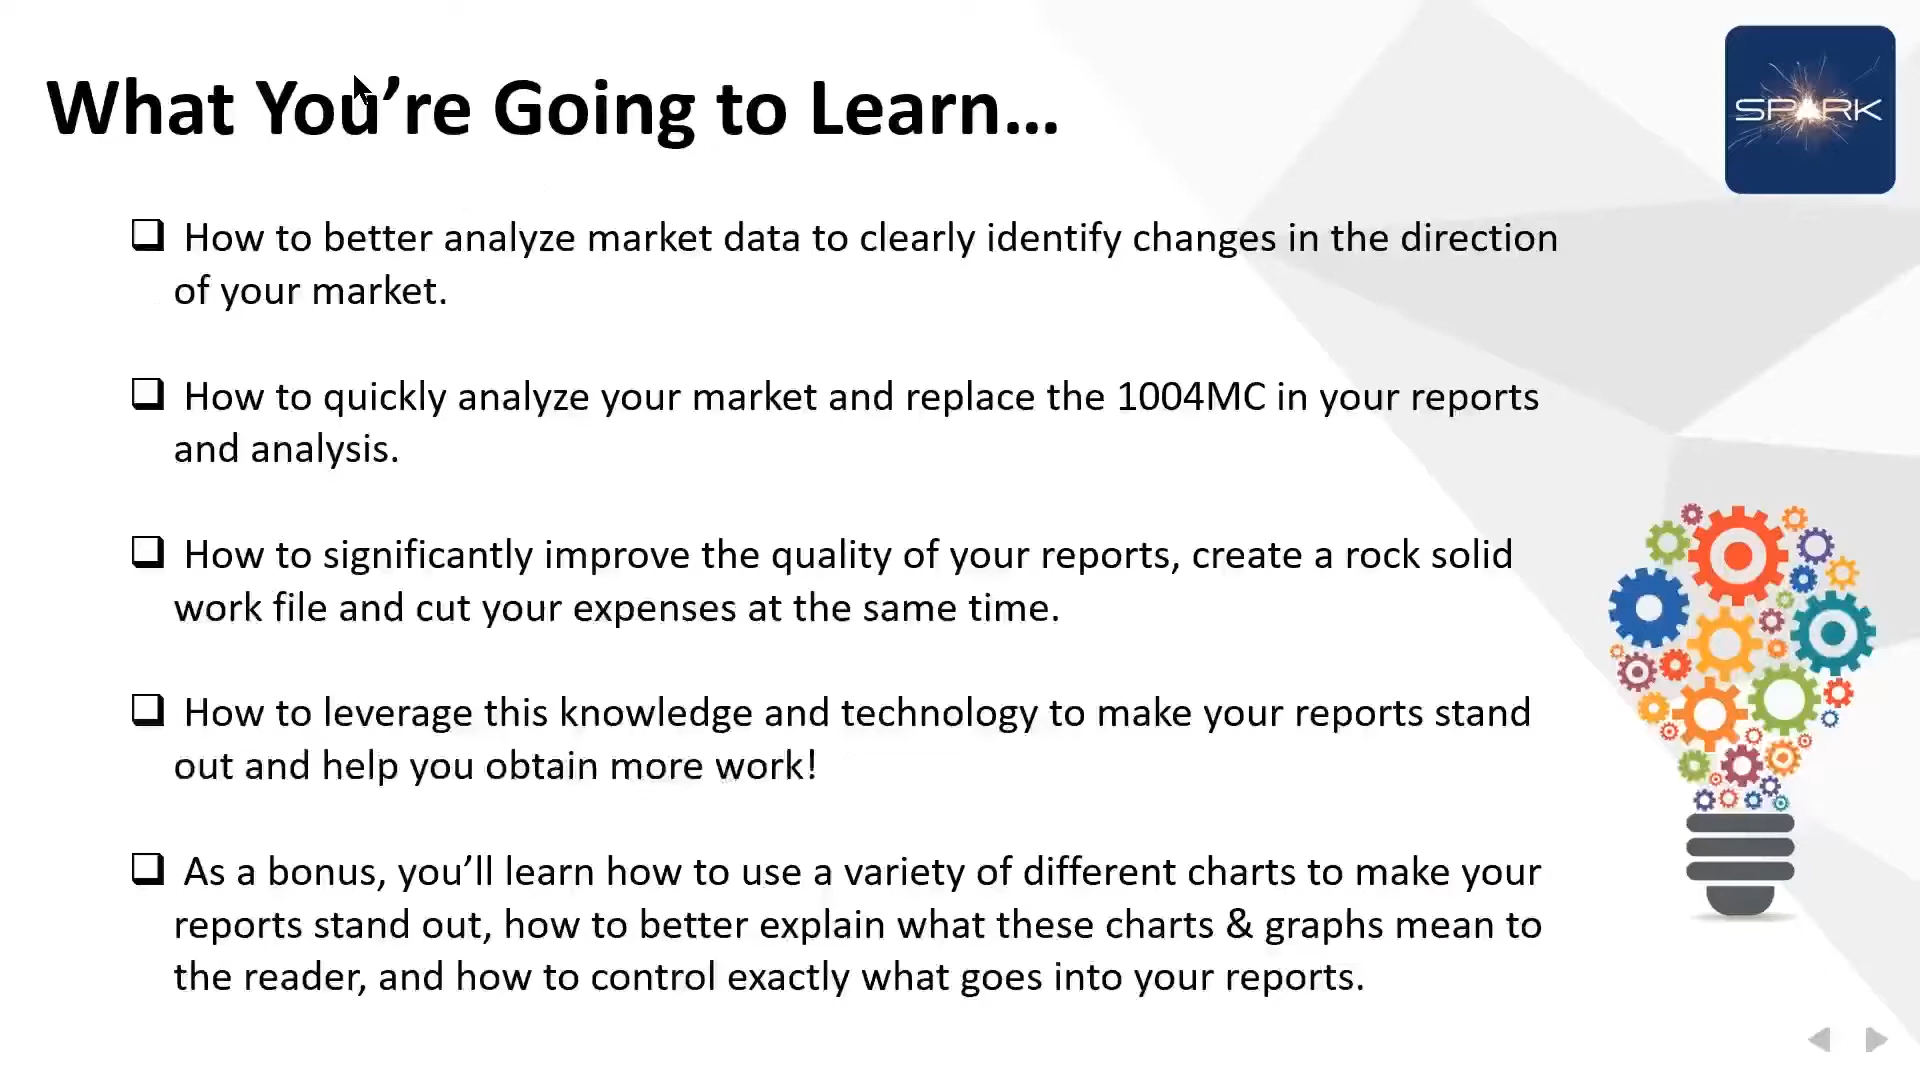 What You’re Going to Learn...
SPARK
How to better analyze market data to clearly identify changes in the direction
of your market.
How to quickly analyze your market and replace the 1004MC in your reports
and analysis.
How to significantly improve the quality of your reports, create a rock solid
work file and cut your expenses at the same time.
How to leverage this knowledge and technology to make your reports stand
out and help you obtain more work!
As a bonus, you’ll learn how to use a variety of different charts to make your
reports stand out, how to better explain what these charts & graphs mean to
the reader, and how to control exactly what goes into your reports.